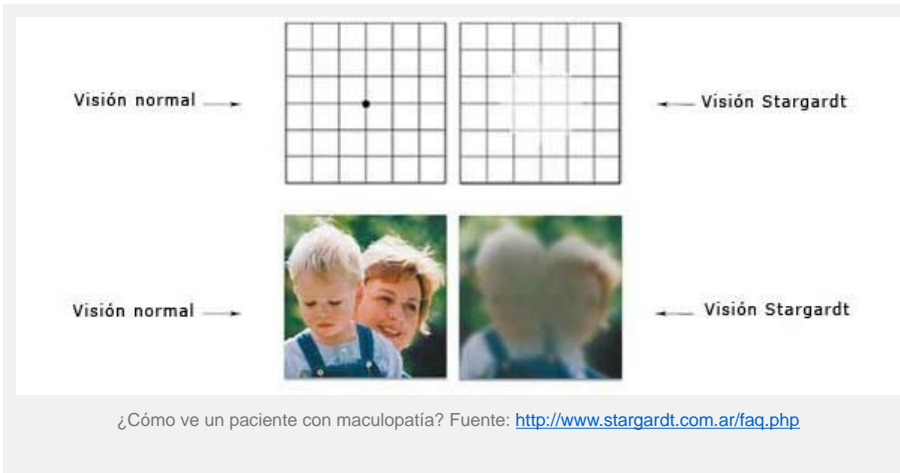 Visión normal
Visión Stargardt
Visión normal
Visión Stargardt
¿Cómo ve un paciente con maculopatía? Fuente: http://www.stargardt.com.ar/faq.php